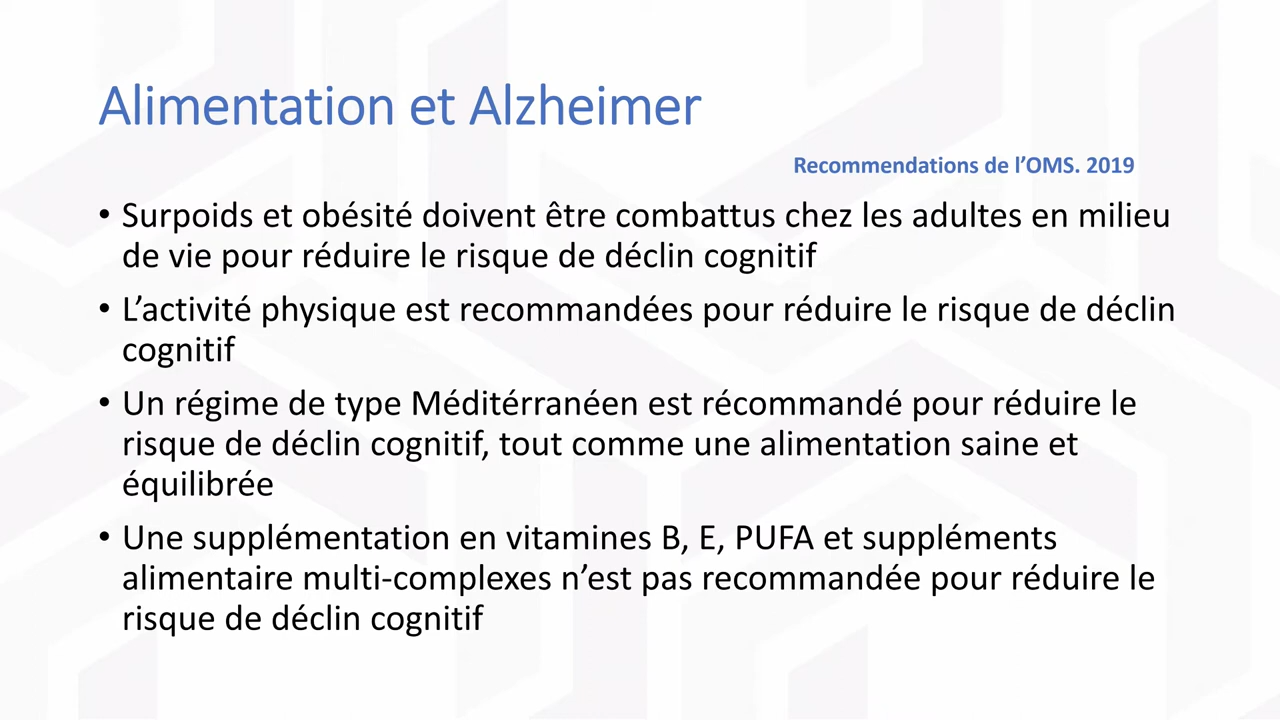 Alimentation et Alzheimer
Recommendations de l’OMS. 2019
• Surpoids et obésité doivent être combattus chez les adultes en milieu
de vie pour réduire le risque de déclin cognitif
• L’activité physique est recommandées pour réduire le risque de déclin
cognitif
• Un régime de type Méditérranéen est récommandé pour réduire le
risque de déclin cognitif, tout comme une alimentation saine et
équilibrée
• Une supplémentation en vitamines B, E, PUFA et suppléments
alimentaire multi-complexes n’est pas recommandée pour réduire le
risque de déclin cognitif